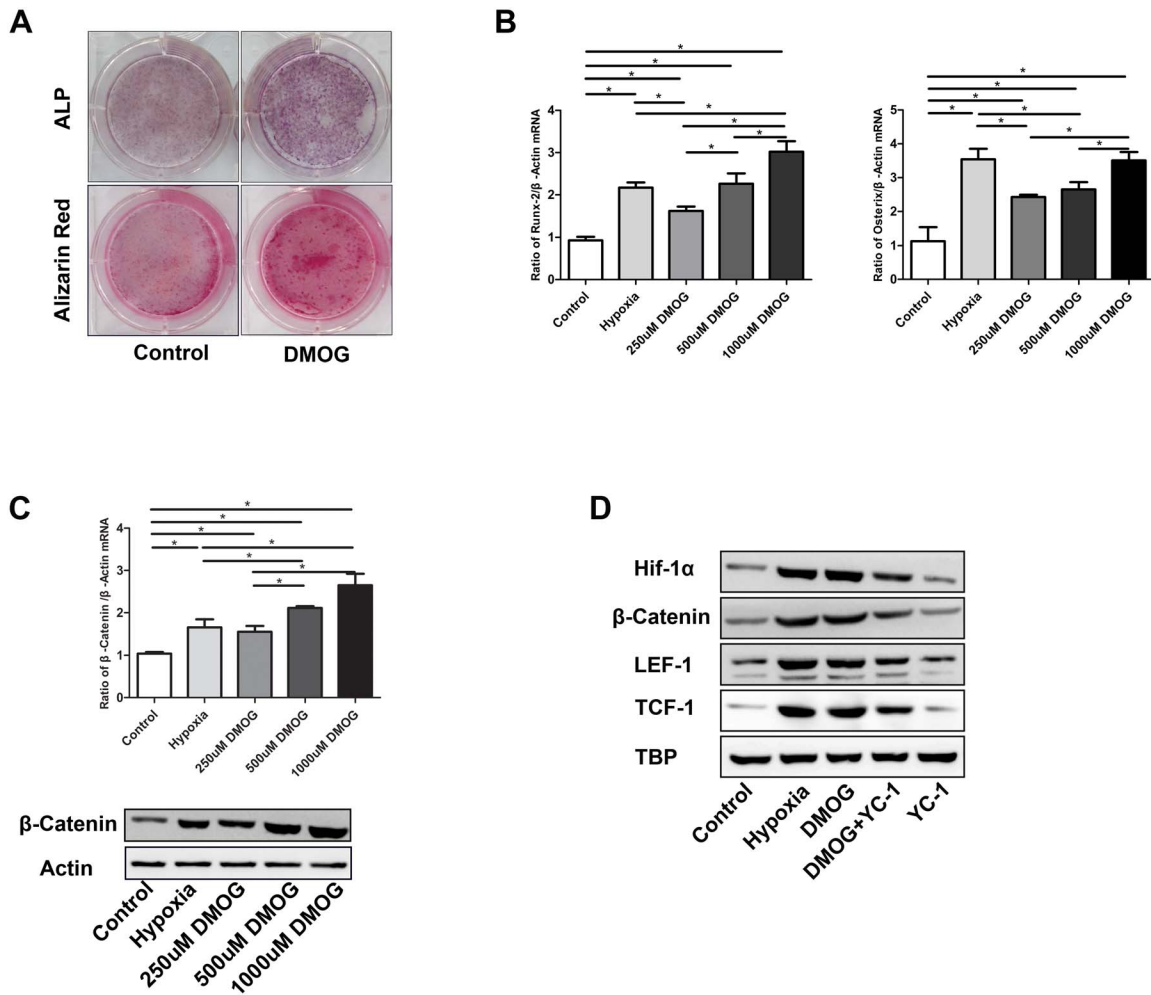 A
ALP
Alizarin Red
Control
DMOG
B
* * * * * * * * * *
Ratio of Runx-2/β -Actin mRNA
4
3
2
1
0
Control
Hypoxia
250uM DMOG
500uM DMOG
1000uM DMOG
* * * * * * * * *
Ratio of Osterix/β -Actin mRNA
5
4
3
2
1
0
Control
Hypoxia
250uM DMOG
500uM DMOG
1000uM DMOG
C
* * * * * * * *
Ratio of β -Catenin /β -Actin mRNA
4
3
2
1
0
Control
Hypoxia
250uM DMOG
500uM DMOG
1000uM DMOG
β-Catenin
Actin
Control
Hypoxia
250uM DMOG
500uM DMOG
1000uM DMOG
D
Hif-1α
β-Catenin
LEF-1
TCF-1
TBP
Control
Hypoxia
DMOG
DMOG+YC-1
YC-1